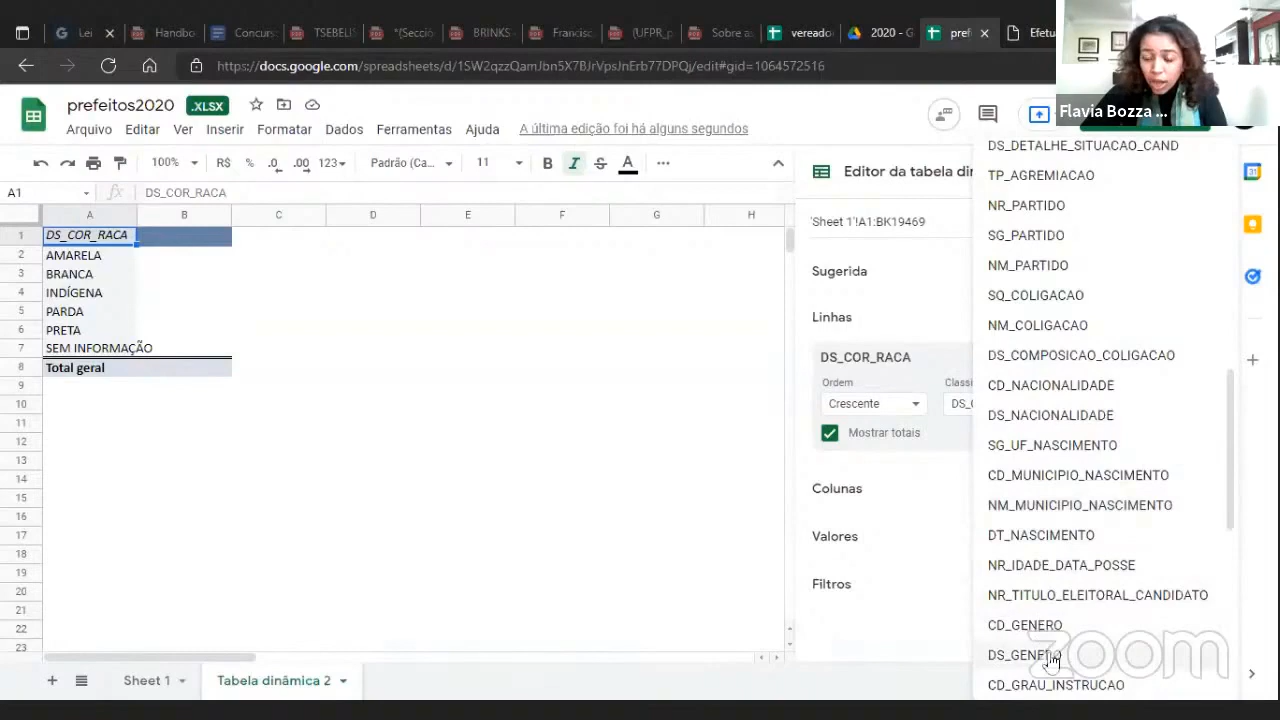 Lei
Handbo
Concurs
TSEBELI
*(Secció
BRINKS
Francis
(UFPR_
Sobre a
vereado
2020 - G
pref
Efetu
https://docs.google.com/spreadsheets/d/
/edit#gid=1064572516
prefeitos2020 .XLSX
Arquivo Editar Ver Inserir Formatar Dados Ferramentas Ajuda A última edição foi há alguns segundos
Flavia Bozza ...
100% R$ % .0 .00 123 Padrão (Ca... 11 B I S A
A1 fx DS_COR_RACA
A B C D E F G H
1 DS_COR_RACA
2 AMARELA
3 BRANCA
4 INDÍGENA
5 PARDA
6 PRETA
7 SEM INFORMAÇÃO
8 Total geral
9
10
11
12
13
14
15
16
17
18
19
20
21
22
23
Editor da tabela di
'Sheet 1'!A1:BK19469
Sugerida
Linhas
DS_COR_RACA
Ordem
Crescente
Classi
DS_C
Mostrar totais
Colunas
Valores
Filtros
DS_DETALHE_SITUACAO_CAND
TP_AGREMIACAO
NR_PARTIDO
SG_PARTIDO
NM_PARTIDO
SQ_COLIGACAO
NM_COLIGACAO
DS_COMPOSICAO_COLIGACAO
CD_NACIONALIDADE
DS_NACIONALIDADE
SG_UF_NASCIMENTO
CD_MUNICIPIO_NASCIMENTO
NM_MUNICIPIO_NASCIMENTO
DT_NASCIMENTO
NR_IDADE_DATA_POSSE
NR_TITULO_ELEITORAL_CANDIDATO
CD_GENERO
DS_GENERO
CD_GRAU_INSTRUCAO
31
zoom
Sheet 1
Tabela dinâmica 2